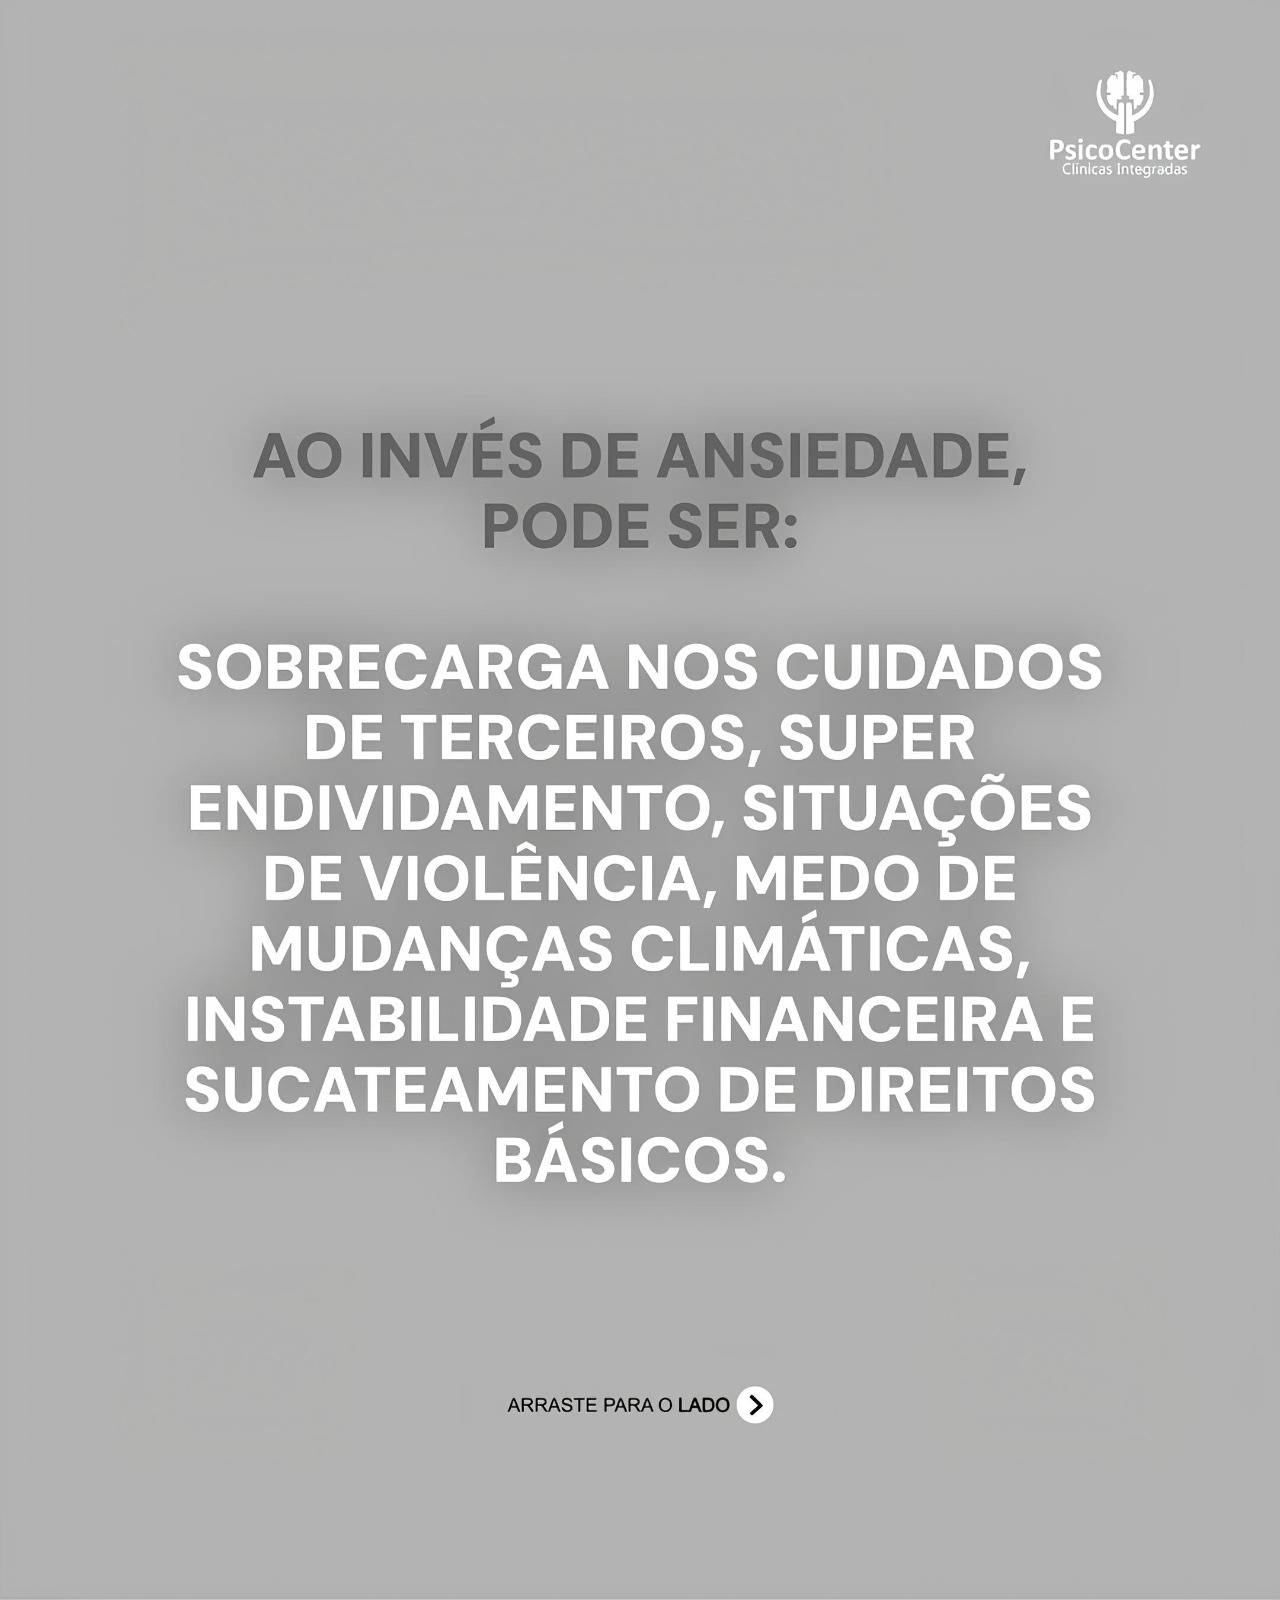 PsicoCenter
Clínicas Integradas
AO INVÉS DE ANSIEDADE,
PODE SER:
SOBRECARGA NOS CUIDADOS
DE TERCEIROS, SUPER
ENDIVIDAMENTO, SITUAÇÕES
DE VIOLÊNCIA, MEDO DE
MUDANÇAS CLIMÁTICAS,
INSTABILIDADE FINANCEIRA E
SUCATEAMENTO DE DIREITOS
BÁSICOS.
ARRASTE PARA O LADO